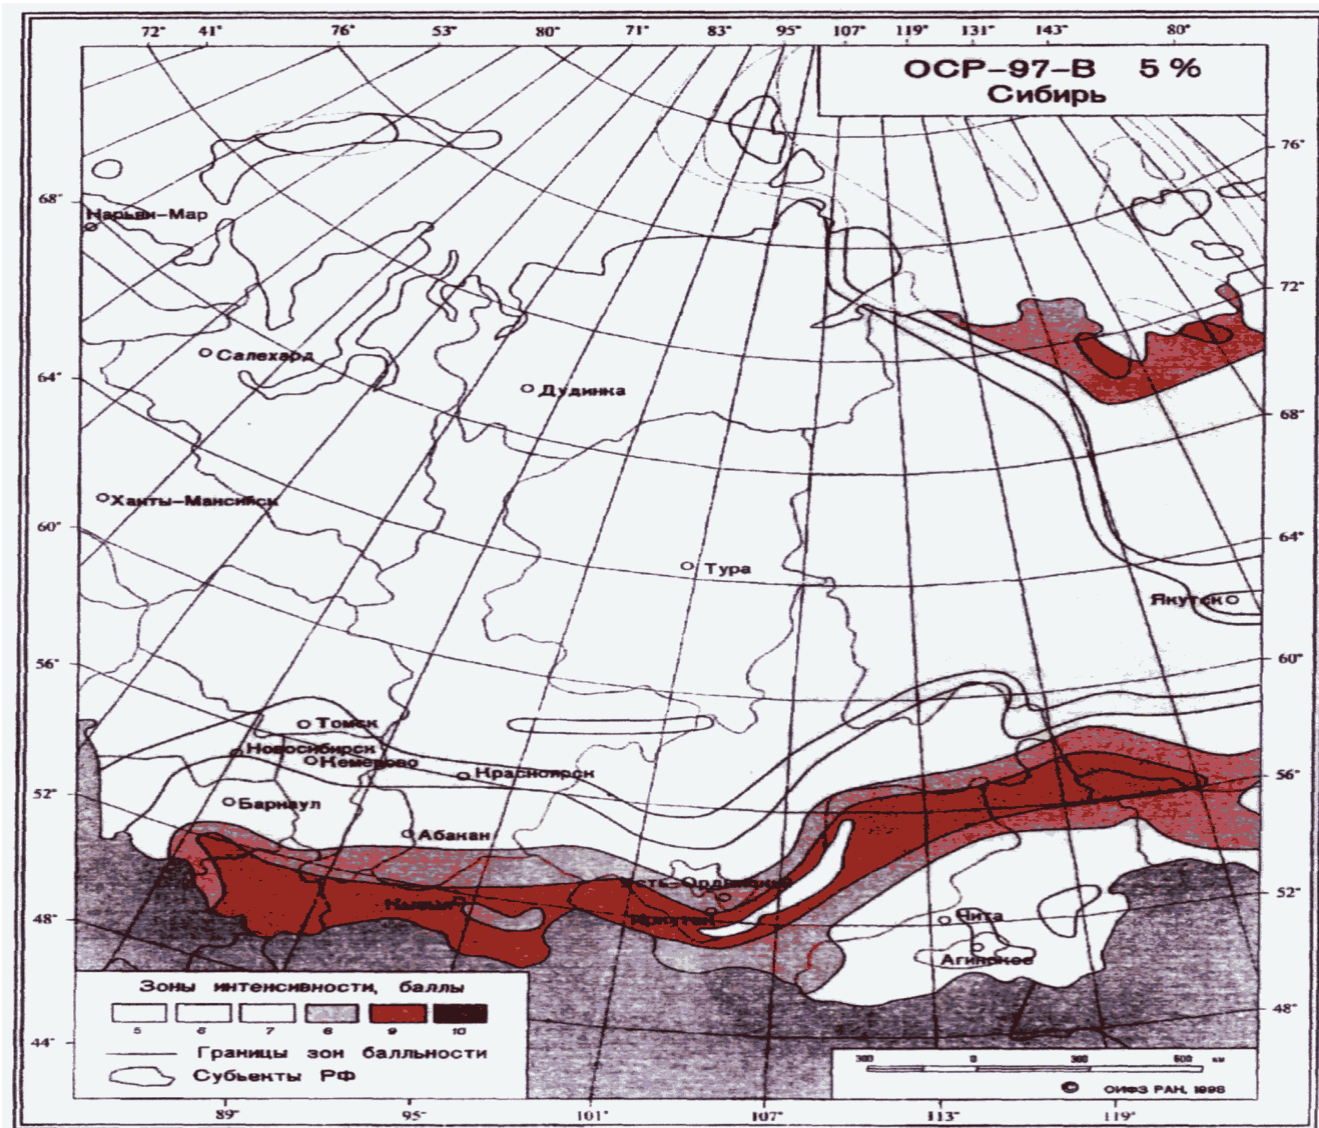 72° 41° 76° 53° 80° 71° 83° 95° 107° 119° 131° 143° 80°
ОСР-97-В 5%
Сибирь
76°
68°
Нарьян-Мар
72°
Салехард
64°
Дудинка
68°
Ханты-Мансийск
60°
64°
Тура
Якутск
56°
60°
Томск
Новосибирск
Кемерово
Красноярск
56°
52°
Барнаул
Абакан
Усть-Ордынский
52°
Кызыл
Иркутск
Чита
48°
Агинское
Зоны интенсивности, баллы
5 6 7 8 9 10
48°
44°
Границы зон балльности
Субъекты РФ
300 0 300 600 км
© ОИФЗ РАН, 1998
89° 95° 101° 107° 113° 119°